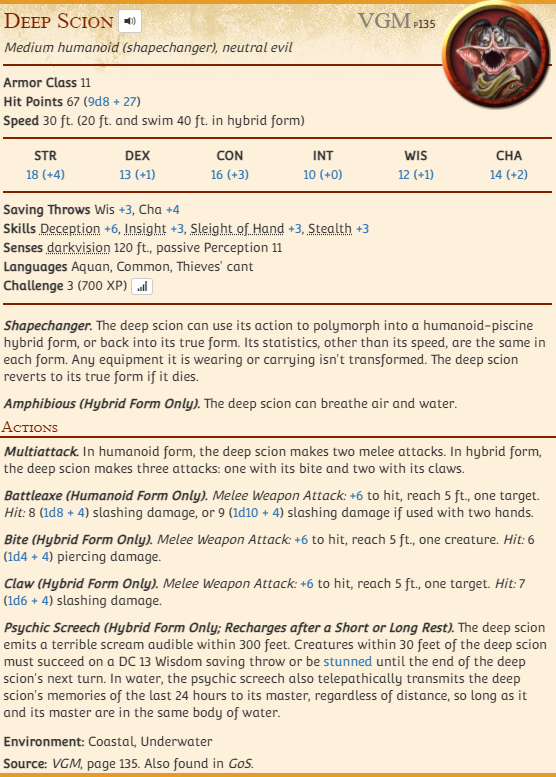 Deep Scion VGM P135
Medium humanoid (shapechanger), neutral evil
Armor Class 11
Hit Points 67 (9d8 + 27)
Speed 30 ft. (20 ft. and swim 40 ft. in hybrid form)
STR DEX CON INT WIS CHA
18 (+4) 13 (+1) 16 (+3) 10 (+0) 12 (+1) 14 (+2)
Saving Throws Wis +3, Cha +4
Skills Deception +6, Insight +3, Sleight of Hand +3, Stealth +3
Senses darkvision 120 ft., passive Perception 11
Languages Aquan, Common, Thieves' cant
Challenge 3 (700 XP)
Shapechanger. The deep scion can use its action to polymorph into a humanoid-piscine
hybrid form, or back into its true form. Its statistics, other than its speed, are the same in
each form. Any equipment it is wearing or carrying isn't transformed. The deep scion
reverts to its true form if it dies.
Amphibious (Hybrid Form Only). The deep scion can breathe air and water.
Actions
Multiattack. In humanoid form, the deep scion makes two melee attacks. In hybrid form,
the deep scion makes three attacks: one with its bite and two with its claws.
Battleaxe (Humanoid Form Only). Melee Weapon Attack: +6 to hit, reach 5 ft., one target.
Hit: 8 (1d8 + 4) slashing damage, or 9 (1d10 + 4) slashing damage if used with two hands.
Bite (Hybrid Form Only). Melee Weapon Attack: +6 to hit, reach 5 ft., one creature. Hit: 6
(1d4 + 4) piercing damage.
Claw (Hybrid Form Only). Melee Weapon Attack: +6 to hit, reach 5 ft., one target. Hit: 7
(1d6 + 4) slashing damage.
Psychic Screech (Hybrid Form Only; Recharges after a Short or Long Rest). The deep scion
emits a terrible scream audible within 300 feet. Creatures within 30 feet of the deep scion
must succeed on a DC 13 Wisdom saving throw or be stunned until the end of the deep
scion's next turn. In water, the psychic screech also telepathically transmits the deep
scion's memories of the last 24 hours to its master, regardless of distance, so long as it
and its master are in the same body of water.
Environment: Coastal, Underwater
Source: VGM, page 135. Also found in GoS.